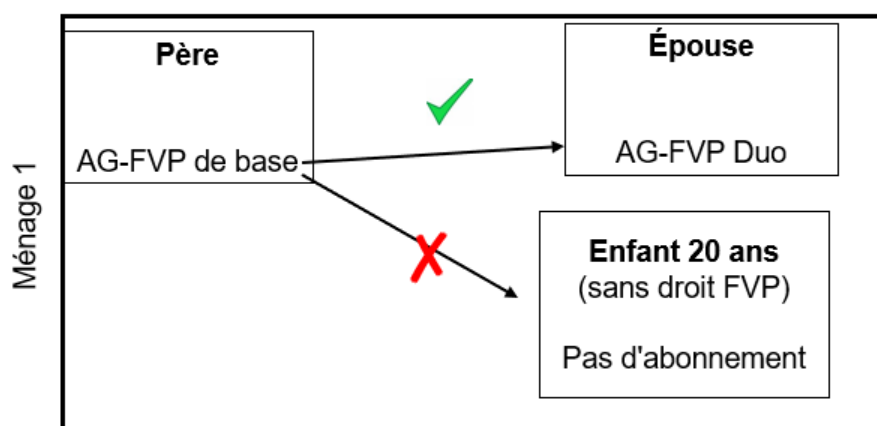 Ménage 1
Père
AG-FVP de base
Épouse
AG-FVP Duo
Enfant 20 ans
(sans droit FVP)
Pas d'abonnement